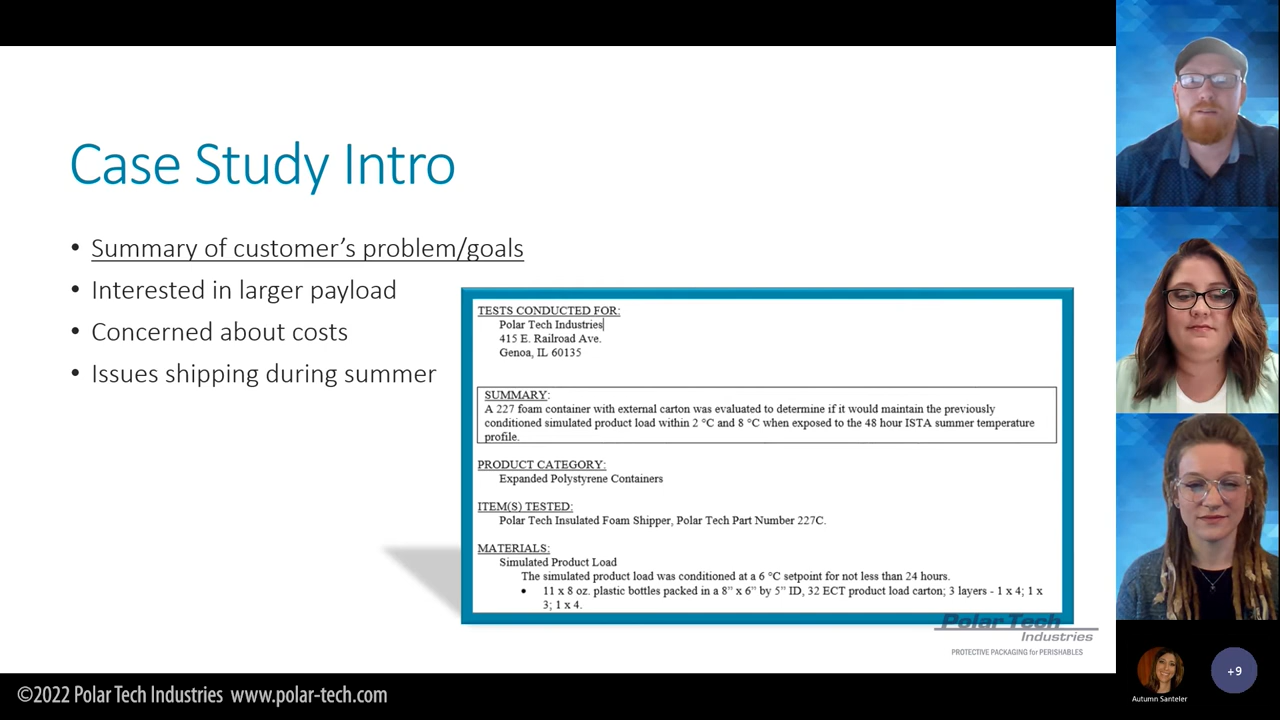 Case Study Intro
• Summary of customer’s problem/goals
• Interested in larger payload
• Concerned about costs
• Issues shipping during summer
TESTS CONDUCTED FOR:
Polar Tech Industries
415 E. Railroad Ave.
Genoa, IL 60135
SUMMARY:
A 227 foam container with external carton was evaluated to determine if it would maintain the previously
conditioned simulated product load within 2 °C and 8 °C when exposed to the 48 hour ISTA summer temperature
profile.
PRODUCT CATEGORY:
Expanded Polystyrene Containers
ITEM(S) TESTED:
Polar Tech Insulated Foam Shipper, Polar Tech Part Number 227C.
MATERIALS:
Simulated Product Load
The simulated product load was conditioned at a 6 °C setpoint for not less than 24 hours.
• 11 x 8 oz. plastic bottles packed in a 8” x 6” by 5” ID, 32 ECT product load carton; 3 layers - 1 x 4; 1 x
3; 1 x 4.
Polar Tech
Industries
PROTECTIVE PACKAGING for PERISHABLES
Autumn Santeler
+9
©2022 Polar Tech Industries www.polar-tech.com